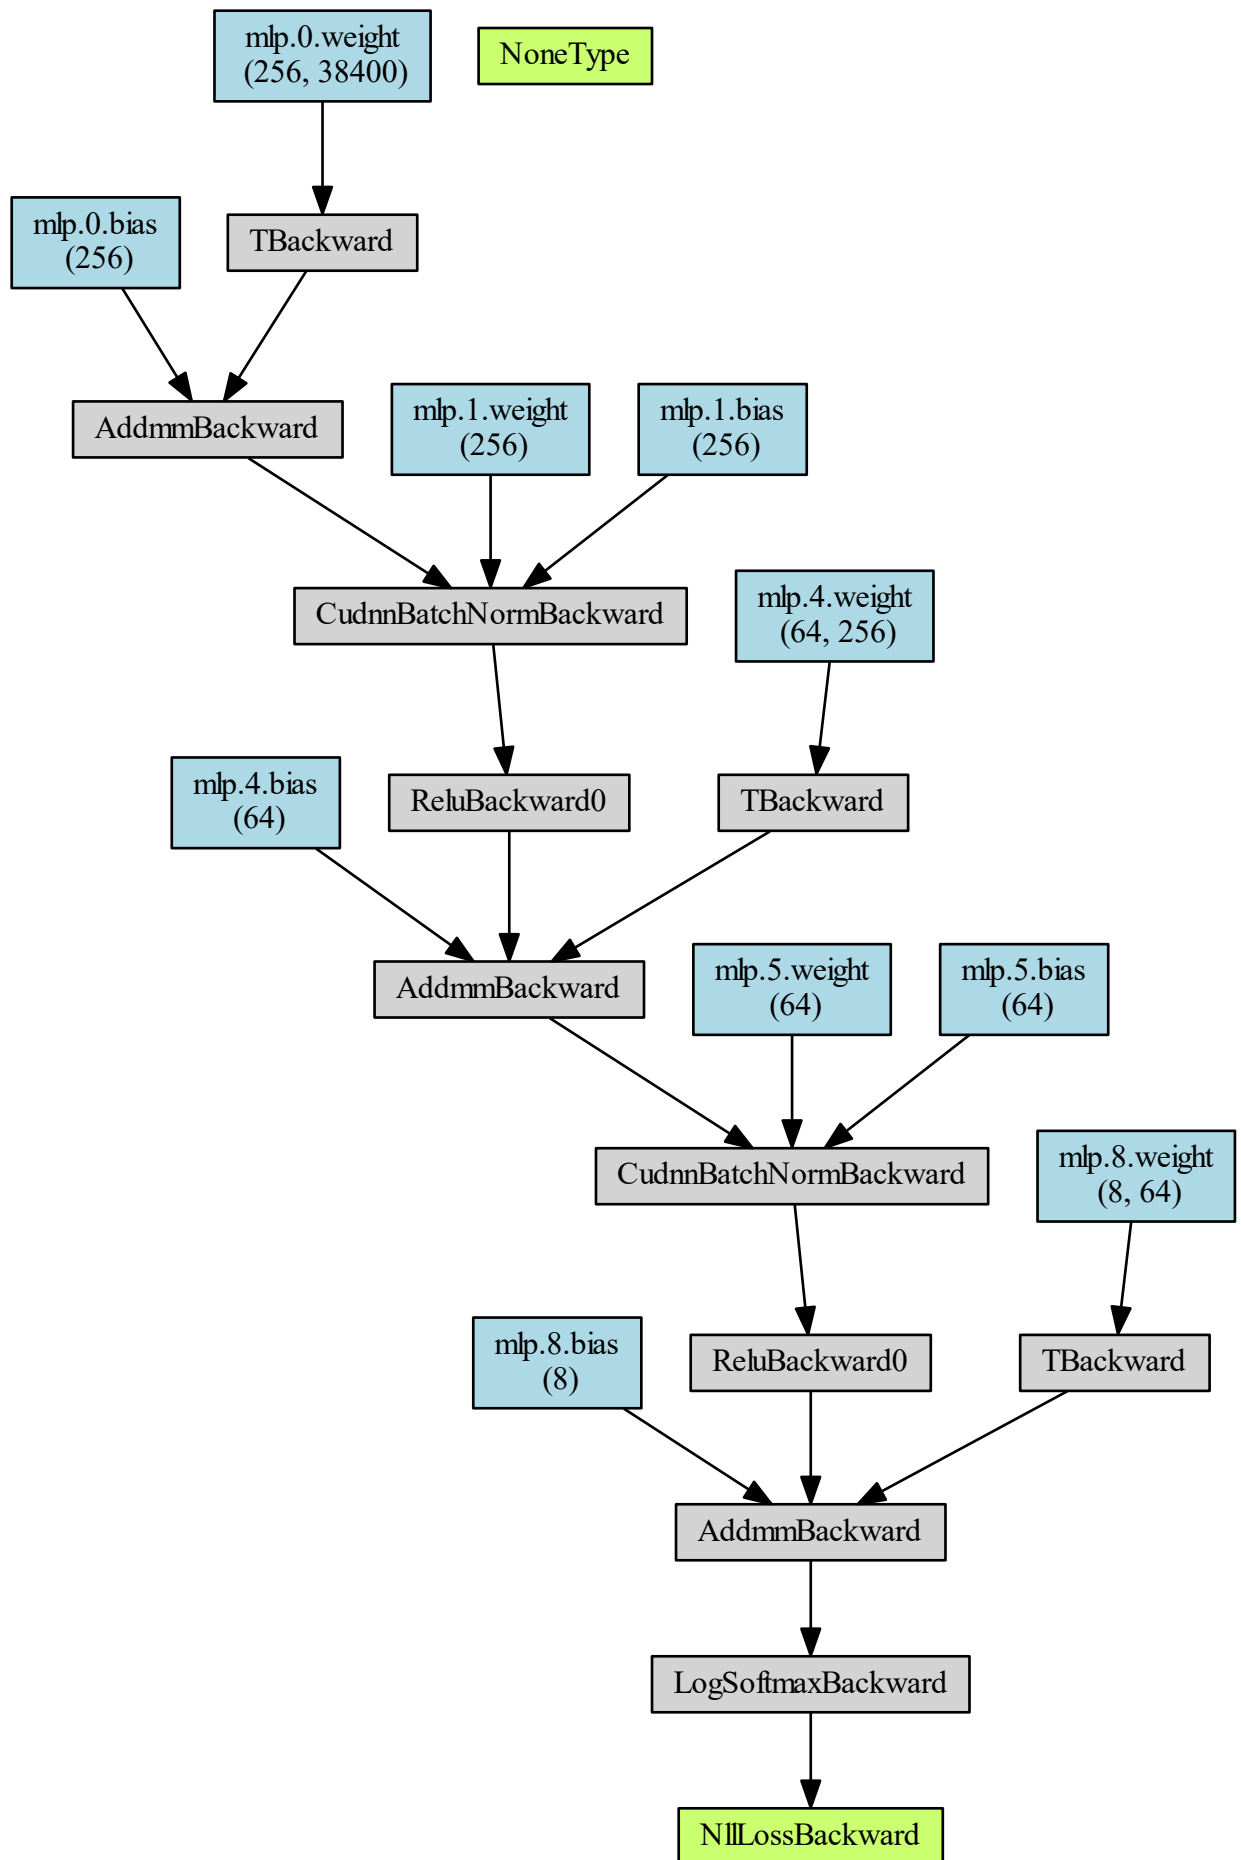 mlp.0.weight
(256, 38400)
NoneType
mlp.0.bias
(256)
TBackward
AddmmBackward
mlp.1.weight
(256)
mlp.1.bias
(256)
CudnnBatchNormBackward
mlp.4.weight
(64, 256)
mlp.4.bias
(64)
ReluBackward0
TBackward
AddmmBackward
mlp.5.weight
(64)
mlp.5.bias
(64)
CudnnBatchNormBackward
mlp.8.weight
(8, 64)
mlp.8.bias
(8)
ReluBackward0
TBackward
AddmmBackward
LogSoftmaxBackward
NllLossBackward